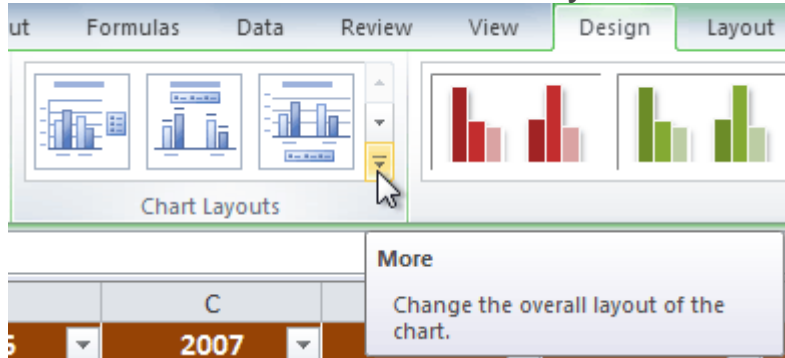 ut Formulas Data Review View Design Layout
Chart Layouts
More
Change the overall layout of the
chart.
C
2007